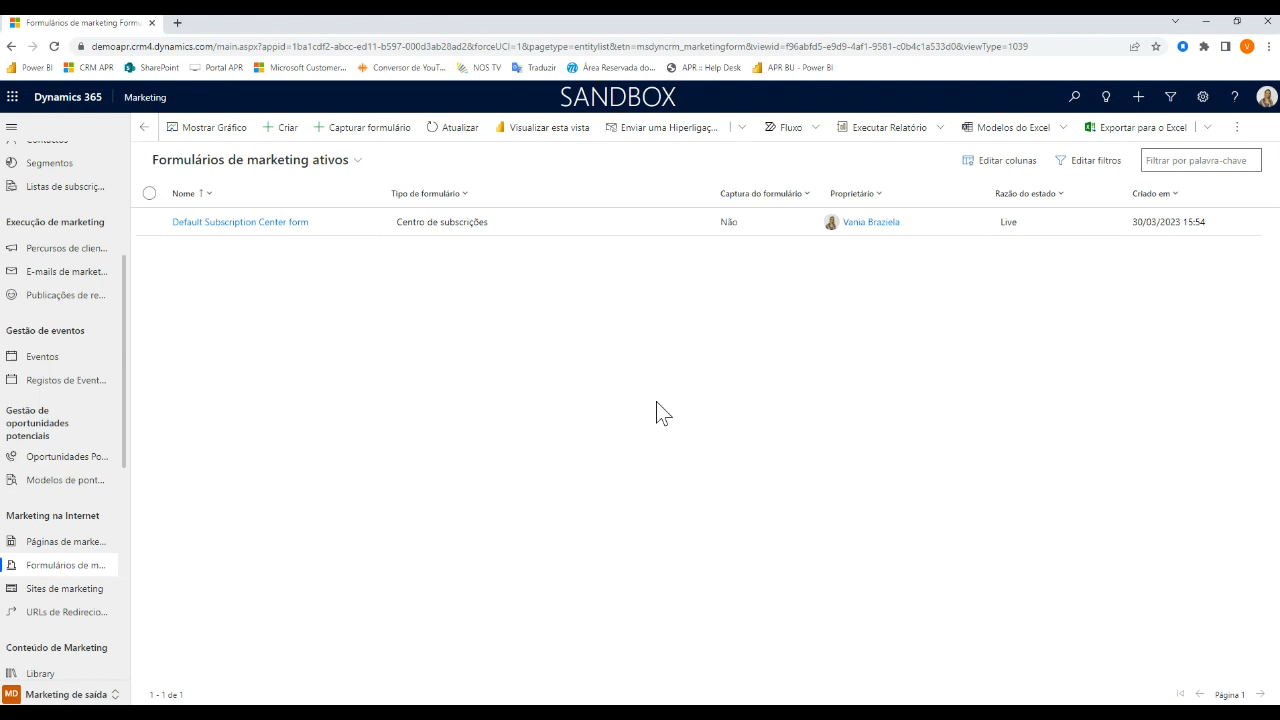 Formulários de marketing Formu
demoapr.crm4.dynamics.com/main.aspx?appid=1ba1cdf2-abcc-ed11-b597-000d3ab28ad2&forceUCI=1&pagetype=entitylist&etn=msdyncrm_marketingform&viewid=f96abfd5-e9d9-4af1-9581-c0b4c1a533d0&viewType=1039
Power BI CRM APR SharePoint Portal APR Microsoft Customer... Conversor de YouT... NOS TV Traduzir Área Reservada do... APR :: Help Desk APR BU - Power BI
Dynamics 365 Marketing SANDBOX
Mostrar Gráfico Criar Capturar formulário Atualizar Visualizar esta vista Enviar uma Hiperligaç... Fluxo Executar Relatório Modelos do Excel Exportar para o Excel
Contactos
Segmentos
Listas de subscriç...
Execução de marketing
Percursos de clien...
E-mails de market...
Publicações de re...
Gestão de eventos
Eventos
Registos de Event...
Gestão de
oportunidades
potenciais
Oportunidades Po...
Modelos de pont...
Marketing na Internet
Páginas de marke...
Formulários de m...
Sites de marketing
URLs de Redirecio...
Conteúdo de Marketing
Library
MD Marketing de saída
Formulários de marketing ativos Editar colunas Editar filtros Filtrar por palavra-chave
Nome Tipo de formulário Captura do formulário Proprietário Razão do estado Criado em
Default Subscription Center form Centro de subscrições Não Vania Braziela Live 30/03/2023 15:54
1 - 1 de 1 Página 1